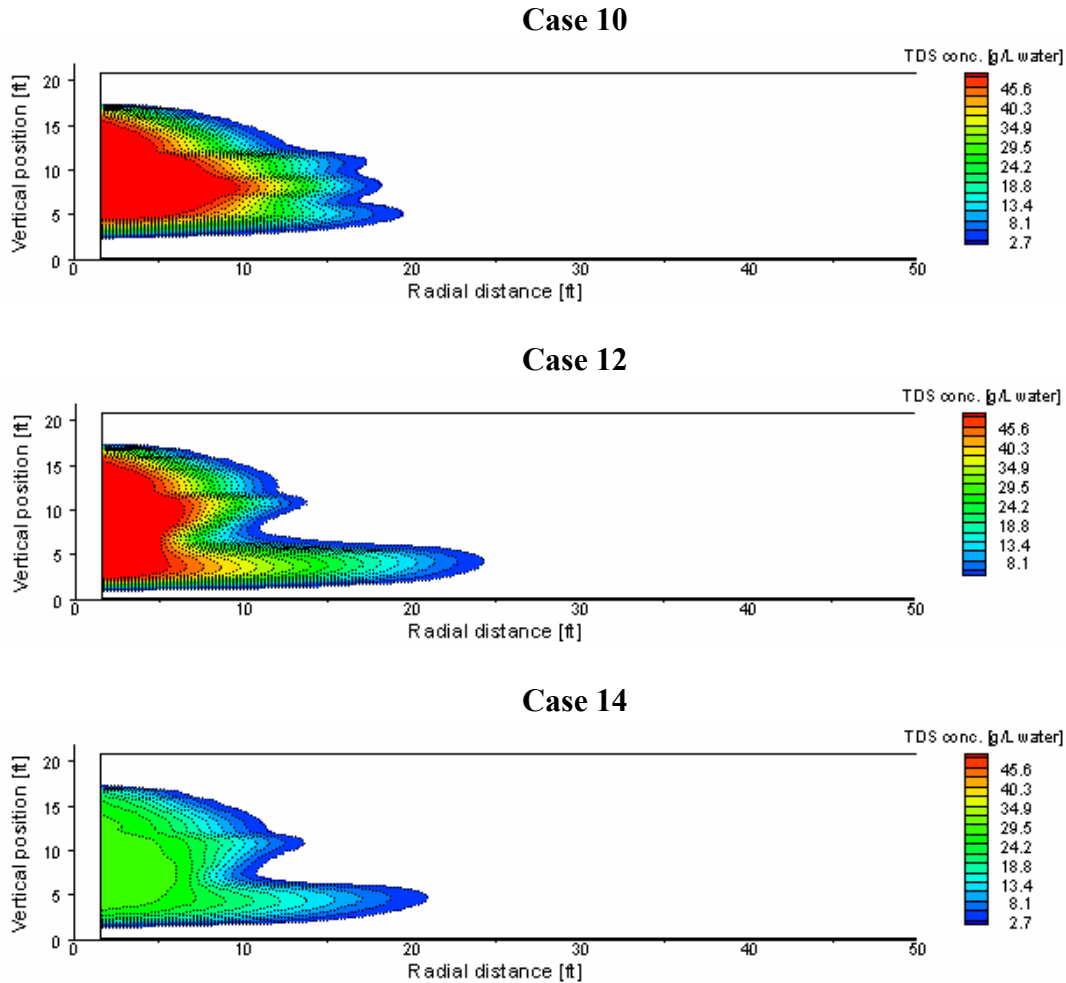 Case 10
TDS conc. [g/L water]
45.6
40.3
34.9
29.5
24.2
18.8
13.4
8.1
2.7
Vertical position [ft]
20
15
10
5
0
0 10 20 30 40 50
Radial distance [ft]
Case 12
TDS conc. [g/L water]
45.6
40.3
34.9
29.5
24.2
18.8
13.4
8.1
Vertical position [ft]
20
15
10
5
0
0 10 20 30 40 50
Radial distance [ft]
Case 14
TDS conc. [g/L water]
45.6
40.3
34.9
29.5
24.2
18.8
13.4
8.1
2.7
Vertical position [ft]
20
15
10
5
0
0 10 20 30 40 50
Radial distance [ft]